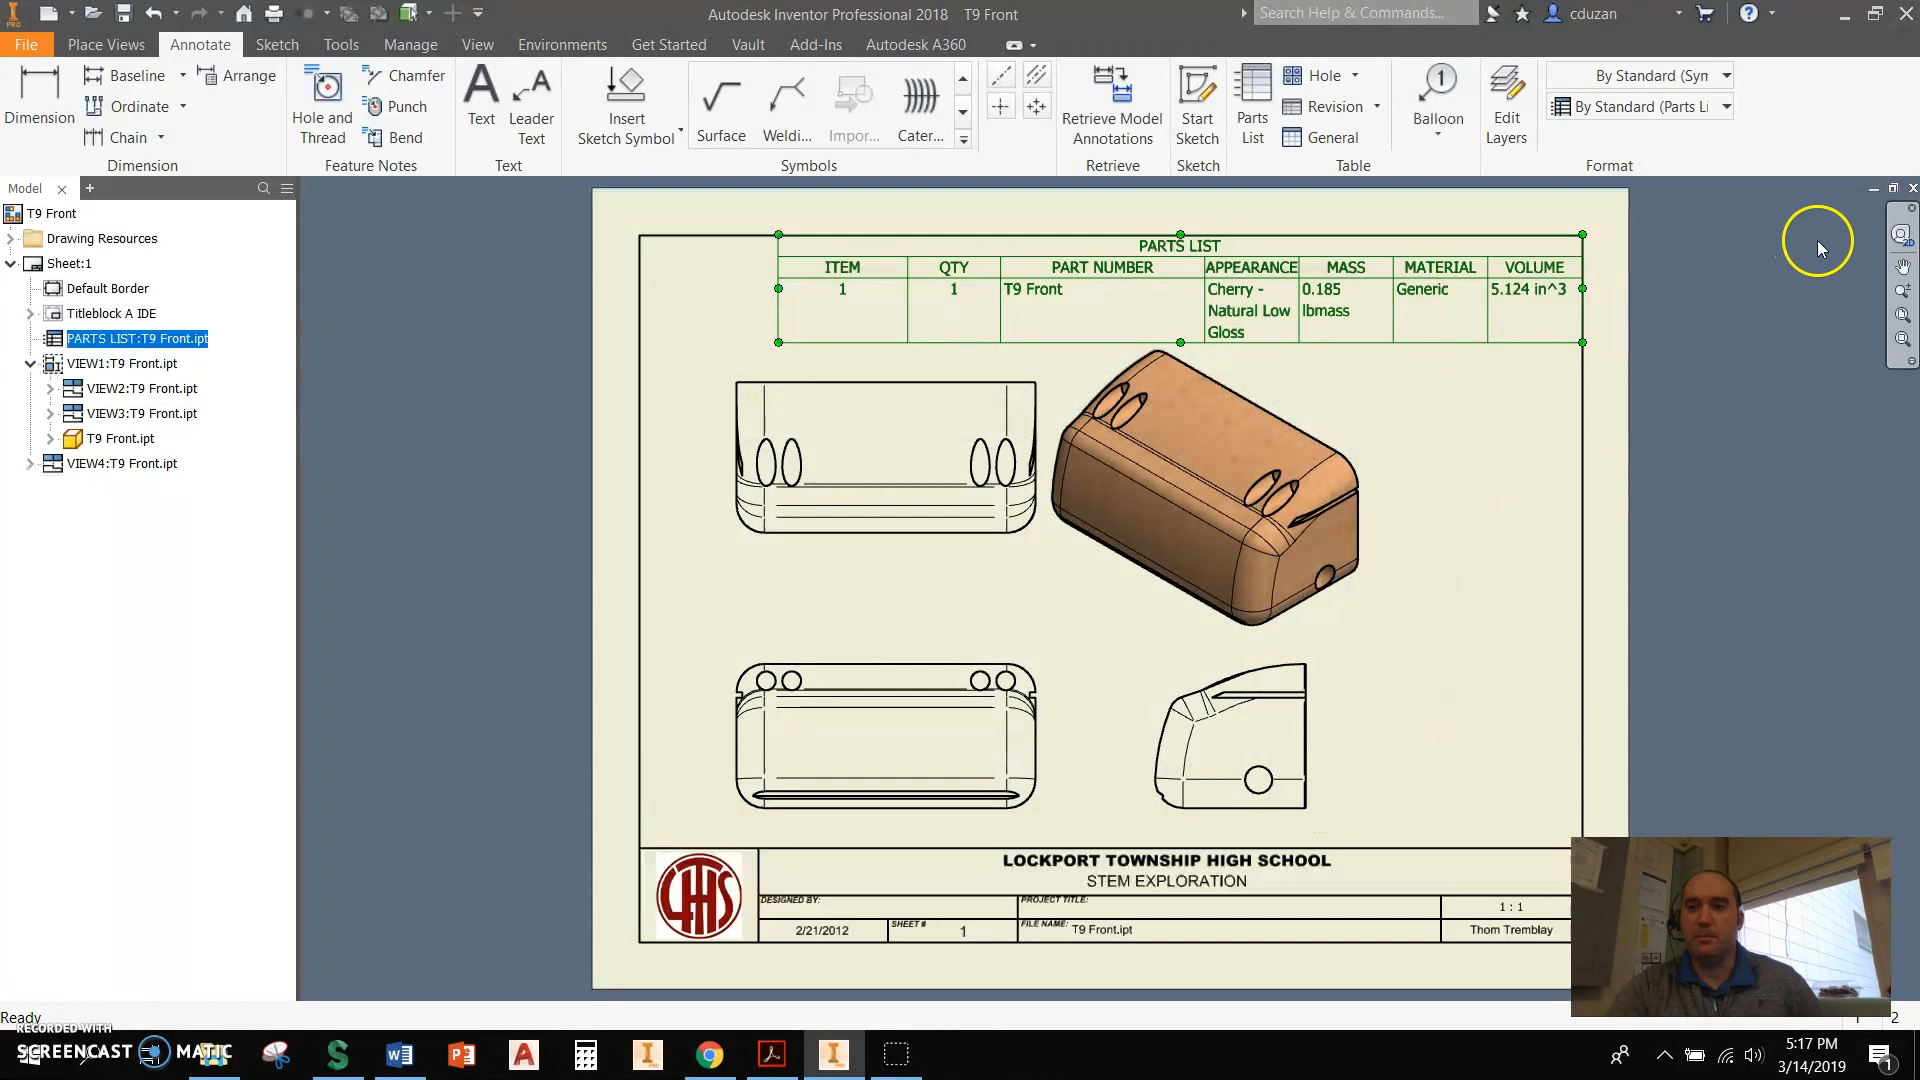 Autodesk Inventor Professional 2018 T9 Front
Search Help & Commands...
cduzan
File Place Views Annotate Sketch Tools Manage View Environments Get Started Vault Add-Ins Autodesk A360
PRO
Dimension
Baseline
Ordinate
Chain
Arrange
Dimension
Hole and
Thread
Chamfer
Punch
Bend
Feature Notes
A
Text
A
Leader
Text
Text
Insert
Sketch Symbol
Surface Weldi... Impor... Cater...
Symbols
Retrieve Model
Annotations
Retrieve
Start
Sketch
Sketch
Parts
List
Hole
Revision
General
Table
1
Balloon
Edit
Layers
By Standard (Syn
By Standard (Parts Li
Format
Model
T9 Front
Drawing Resources
Sheet:1
Default Border
Titleblock A IDE
PARTS LIST:T9 Front.ipt
VIEW1:T9 Front.ipt
VIEW2:T9 Front.ipt
VIEW3:T9 Front.ipt
T9 Front.ipt
VIEW4:T9 Front.ipt
2D
PARTS LIST
ITEM QTY PART NUMBER APPEARANCE MASS MATERIAL VOLUME
1 1 T9 Front Cherry - 0.185 Generic 5.124 in^3
Natural Low lbmass
Gloss
LTHS
LOCKPORT TOWNSHIP HIGH SCHOOL
STEM EXPLORATION
DESIGNED BY:
PROJECT TITLE:
1 : 1
2/21/2012
SHEET #
1
FILE NAME: T9 Front.ipt
Thom Tremblay
Ready
2
RECORDED WITH
SCREENCAST MATIC
5:17 PM
3/14/2019
1